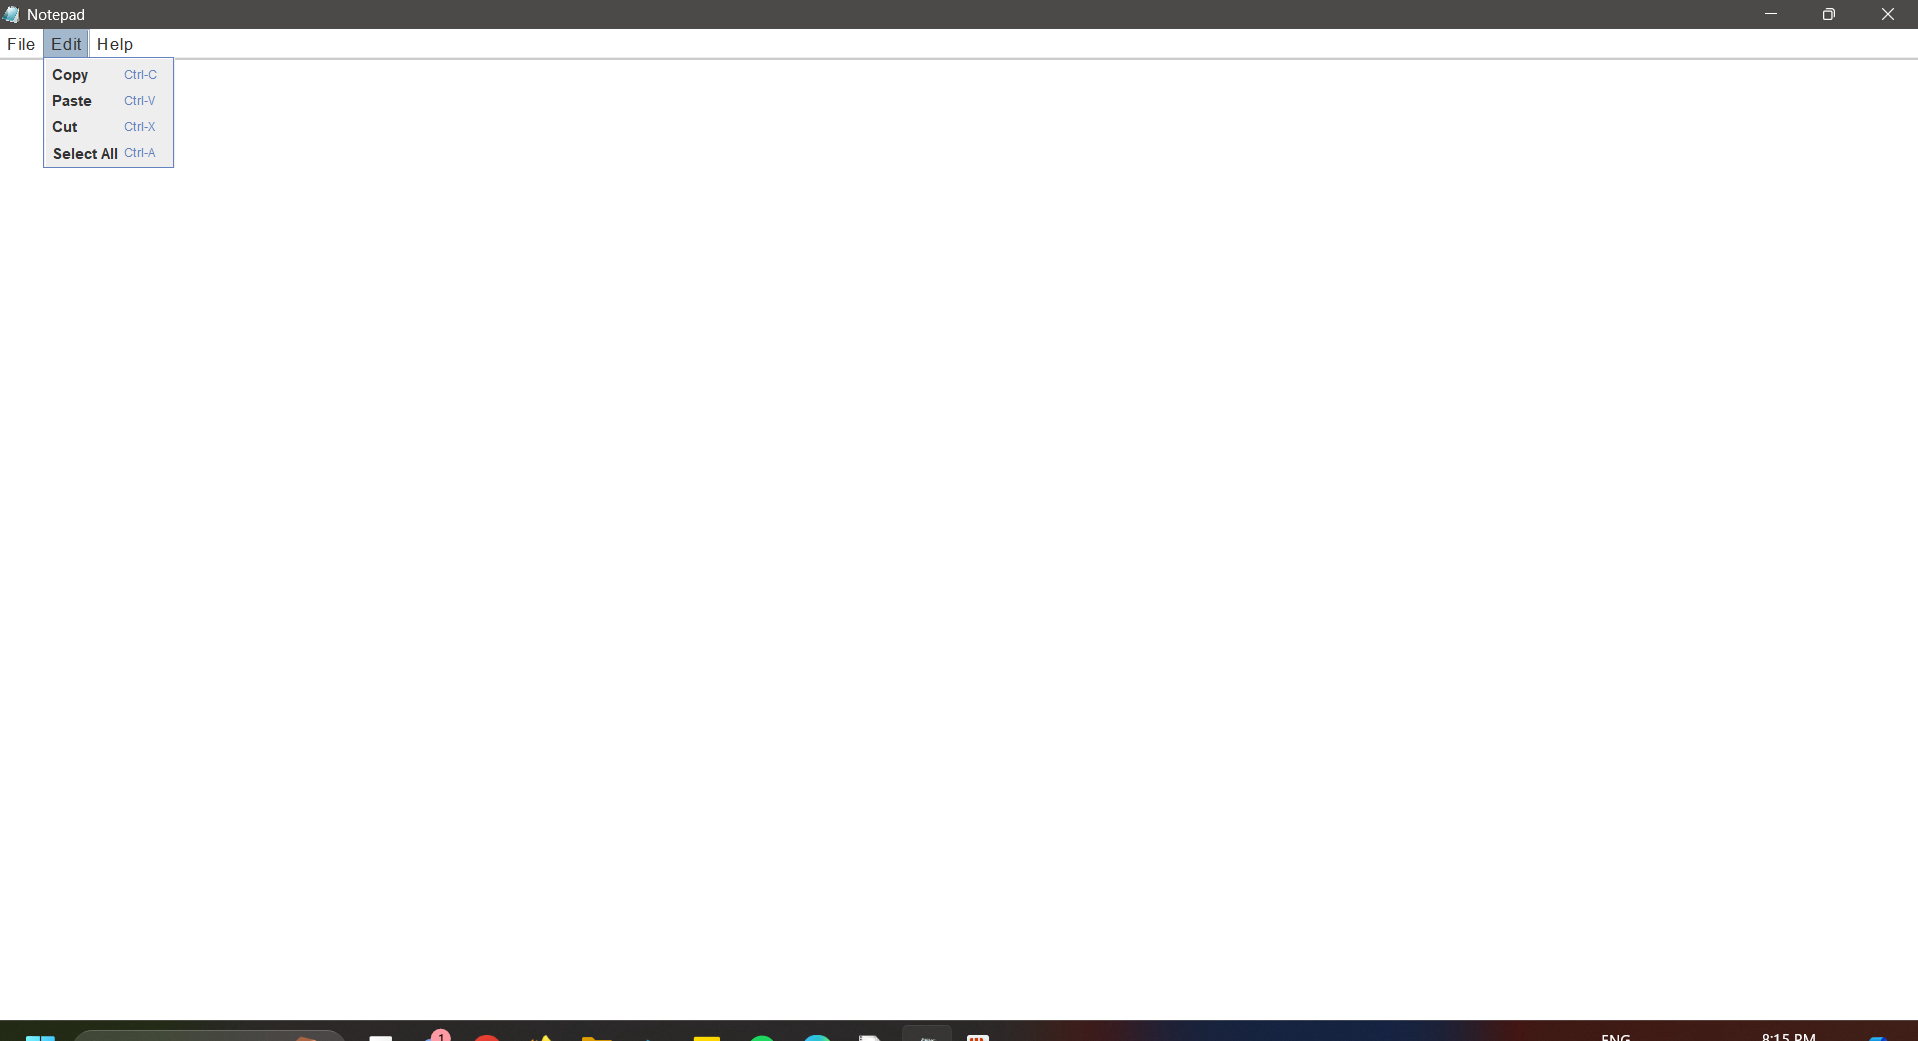 Notepad
File Edit Help
Copy Ctrl-C
Paste Ctrl-V
Cut Ctrl-X
Select All Ctrl-A
1
ENG 8:15 PM